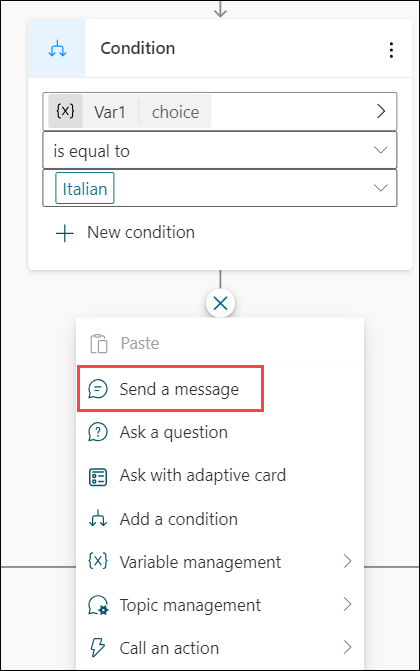 Condition
{x} Var1 choice
is equal to
Italian
New condition
Paste
Send a message
Ask a question
Ask with adaptive card
Add a condition
{x} Variable management
Topic management
Call an action